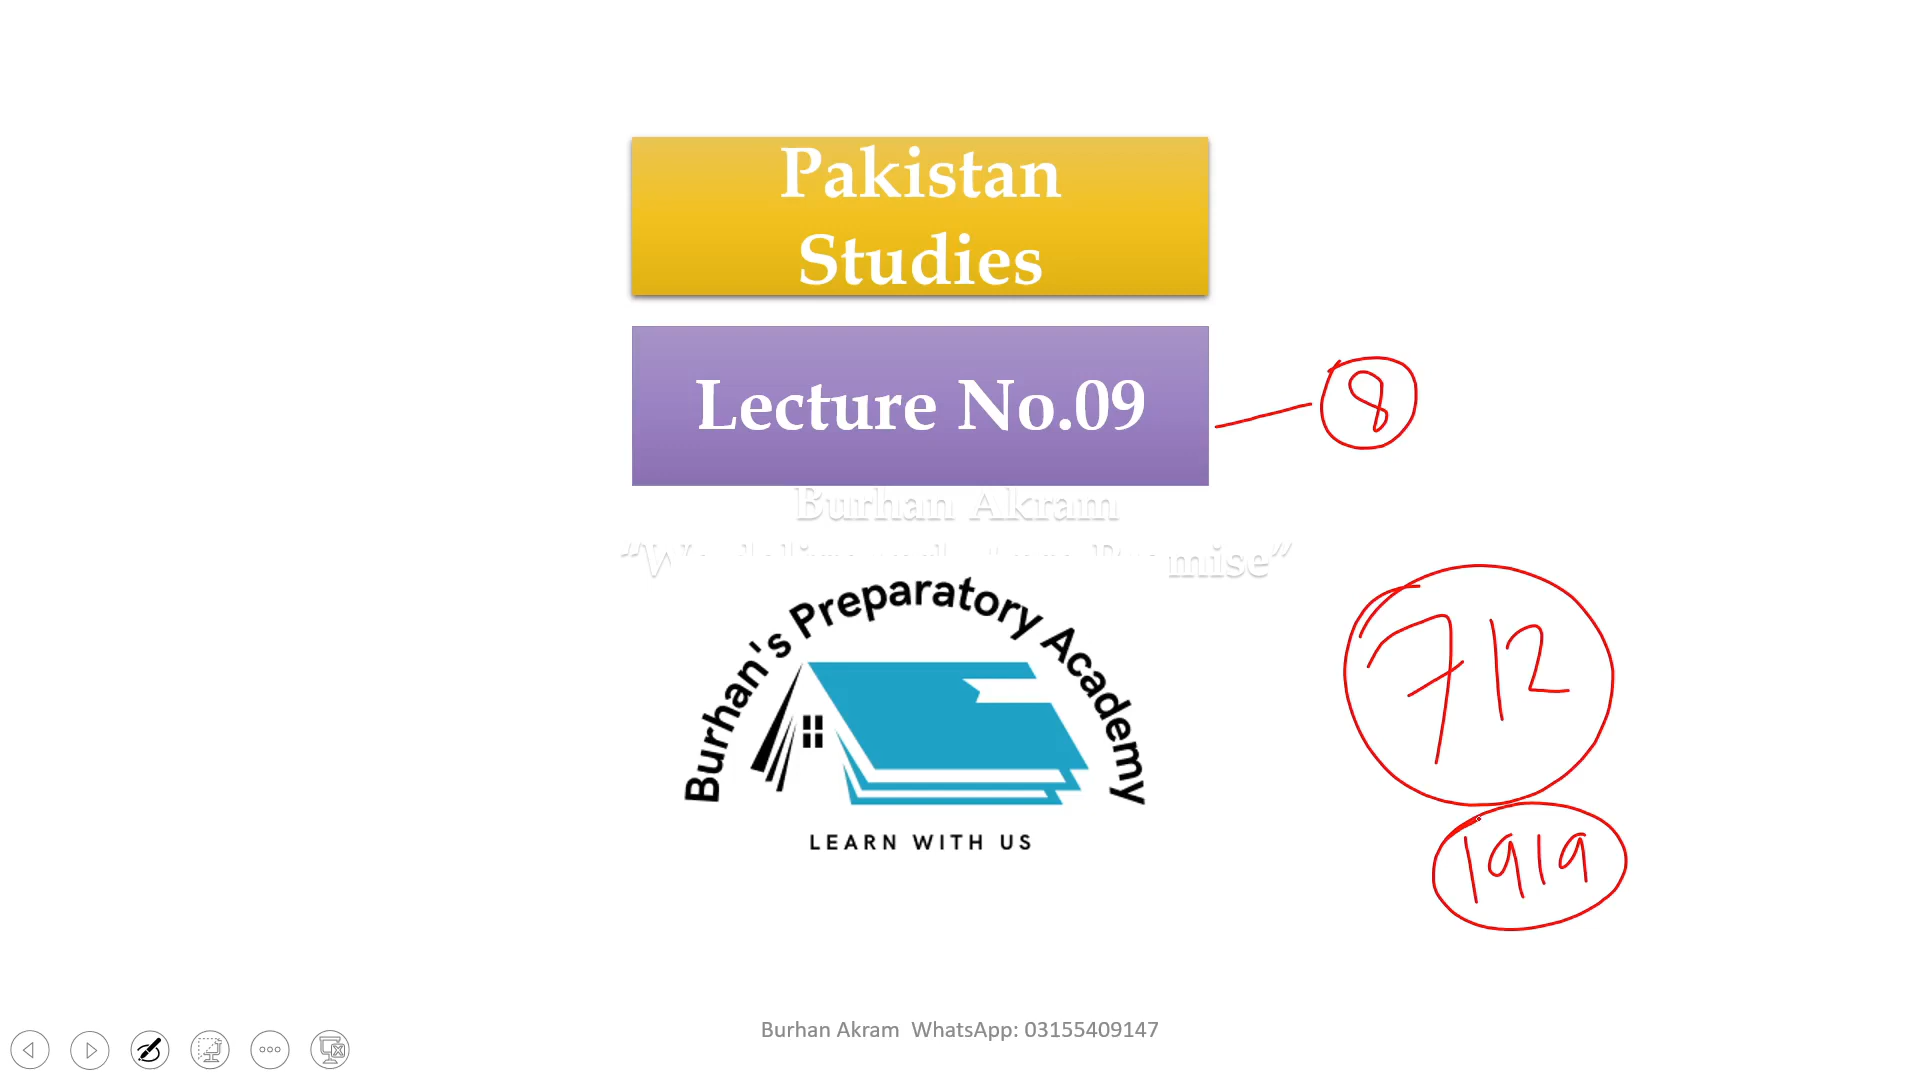 Pakistan
Studies
Lecture No.09
8
Burhan Akram
mise”
Burhan's Preparatory Academy
LEARN WITH US
712
1919
Burhan Akram WhatsApp: 03155409147